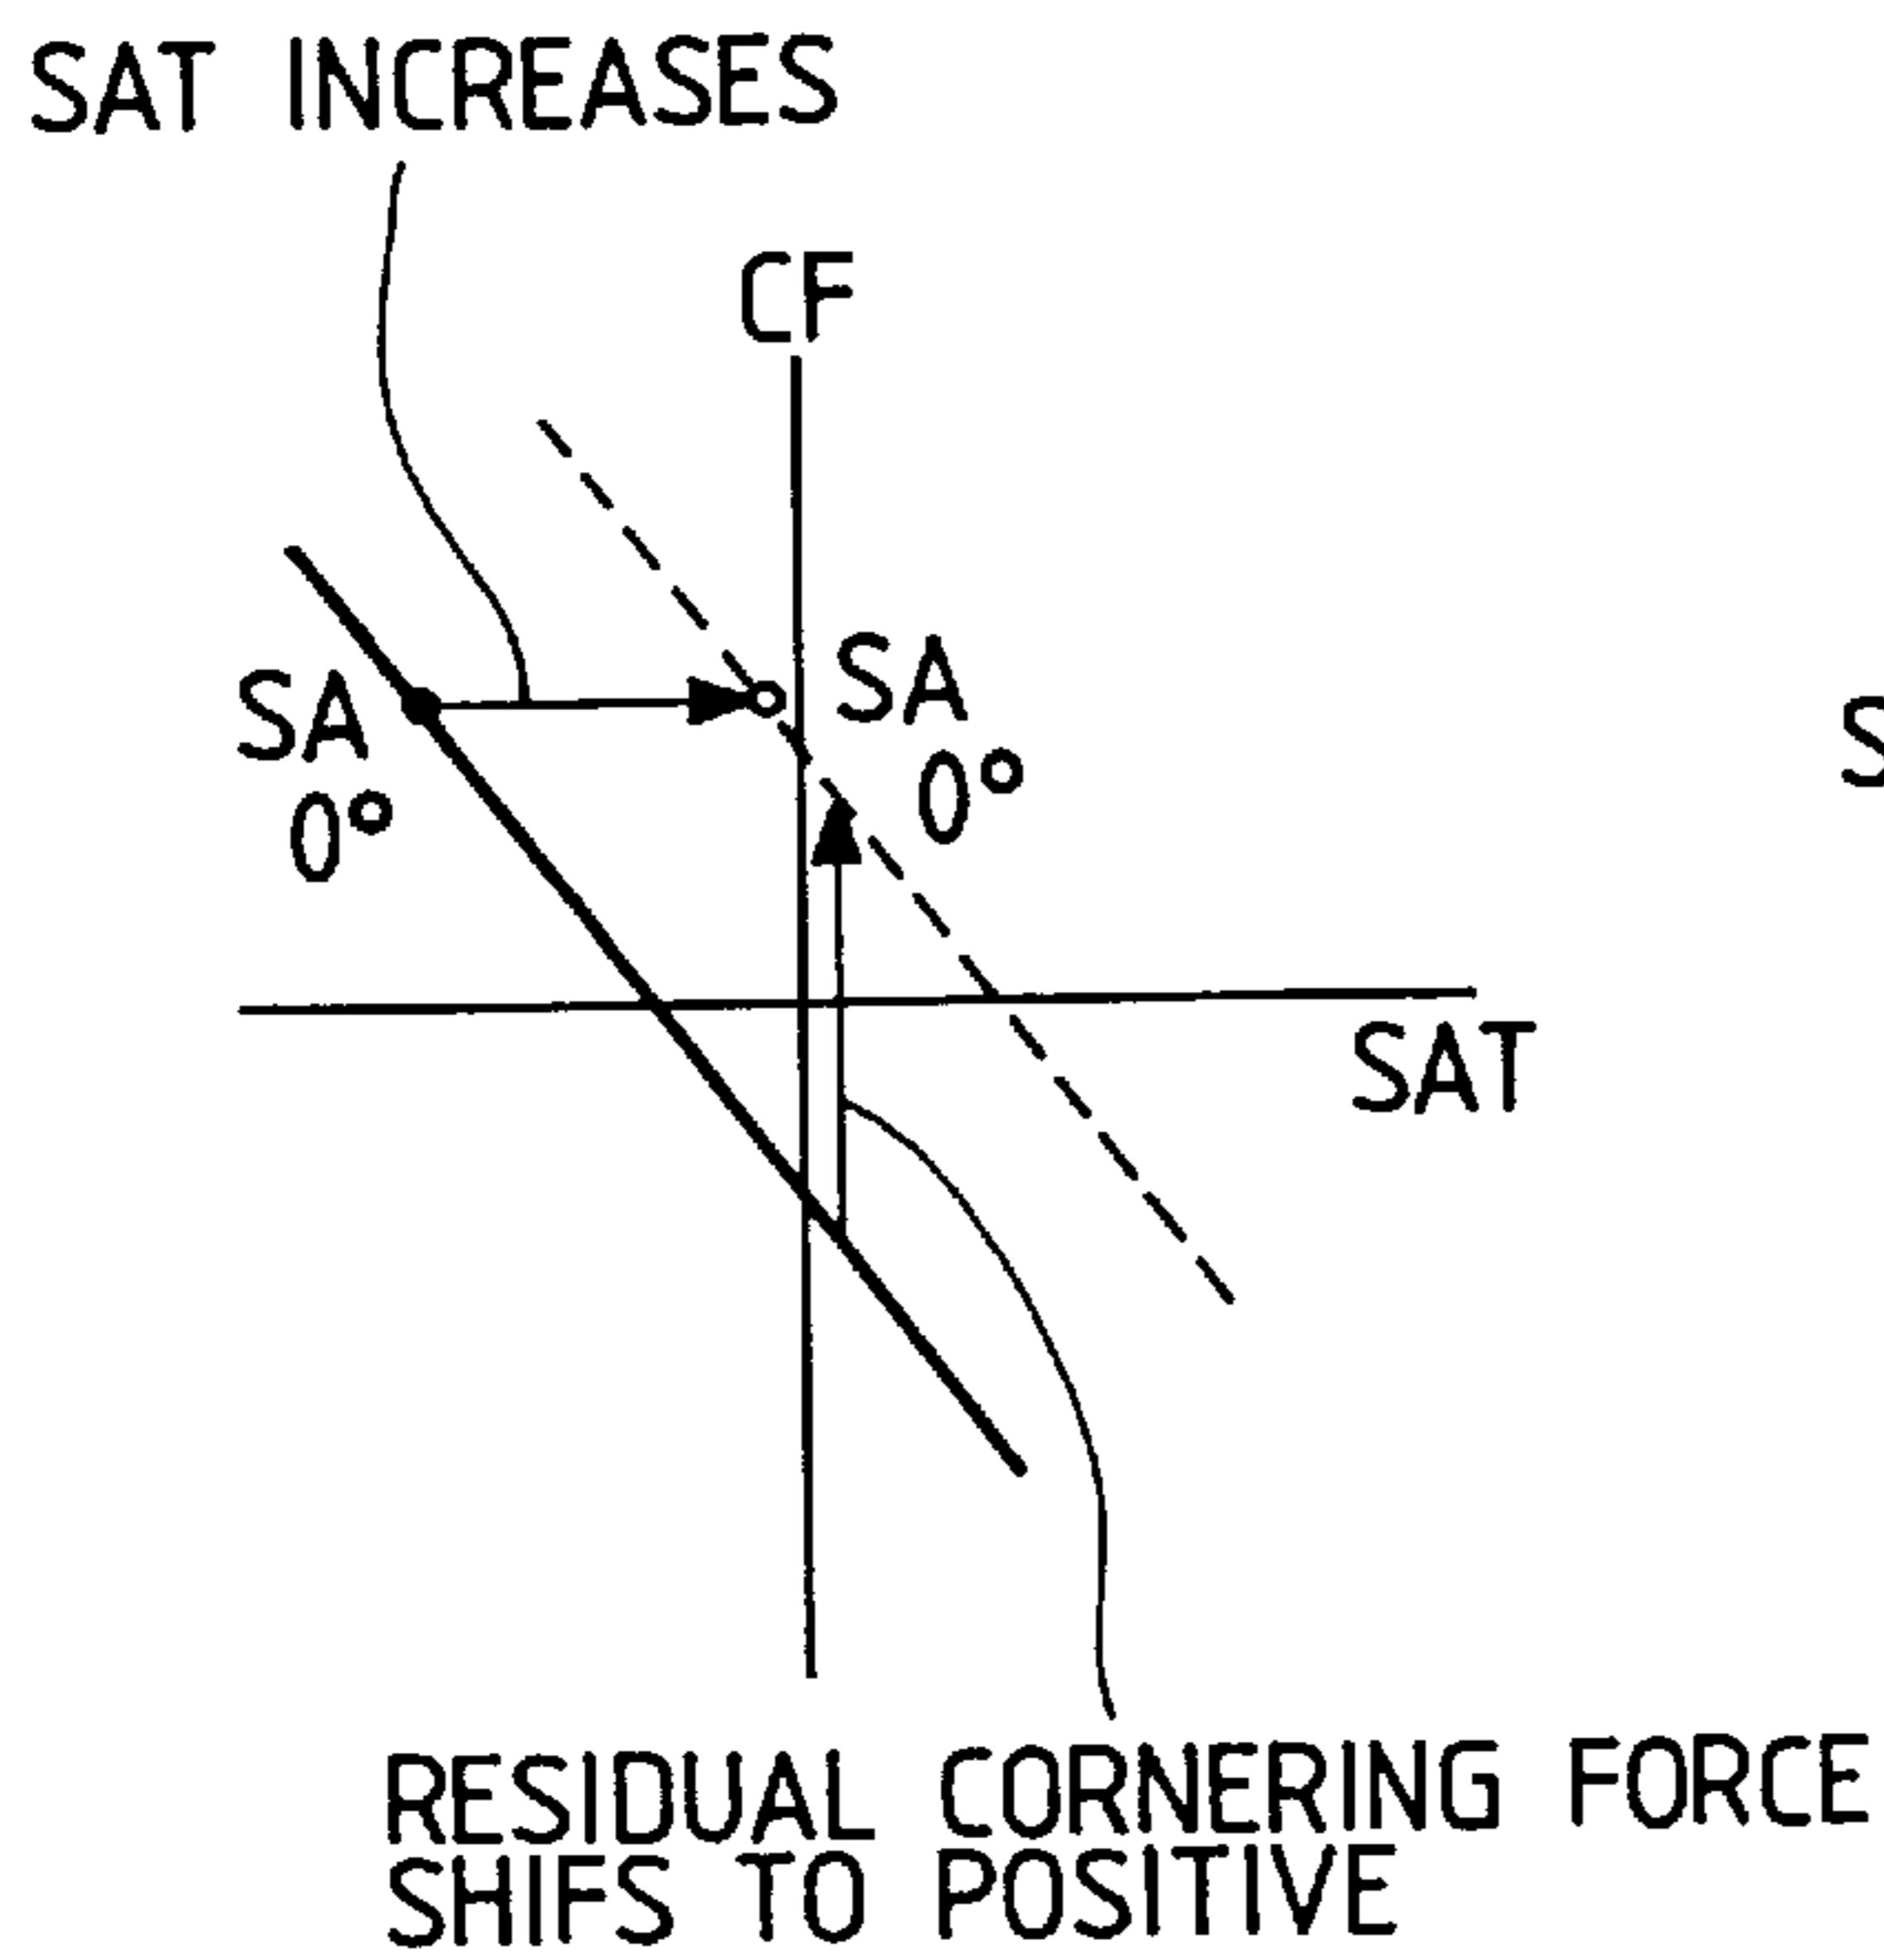 SAT INCREASES
CF
SA
0°
SA
0°
SAT
RESIDUAL CORNERING FORCE
SHIFS TO POSITIVE